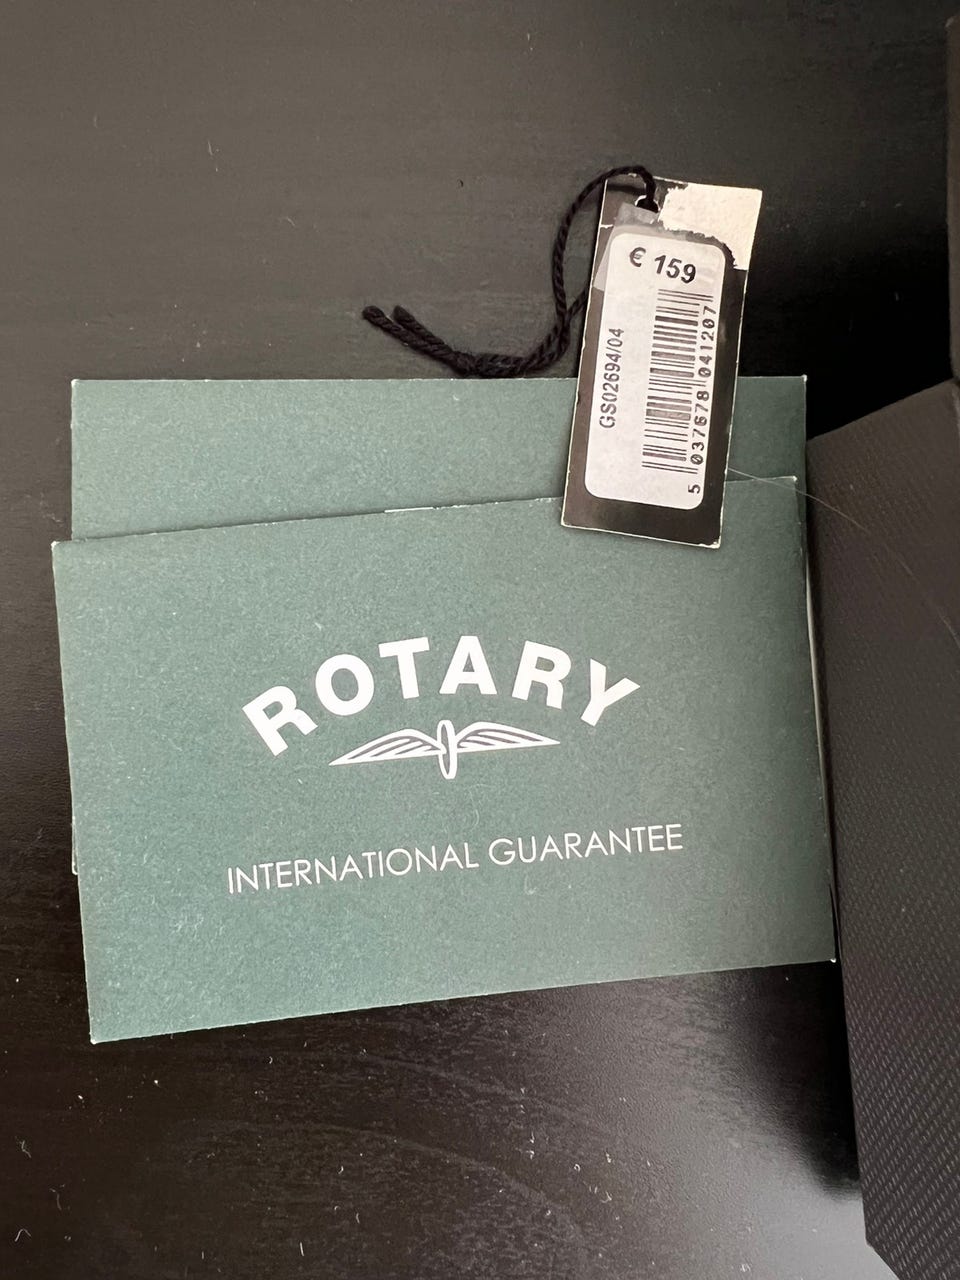 € 159
GS02694/04
5 037678 041207
ROTARY
INTERNATIONAL GUARANTEE